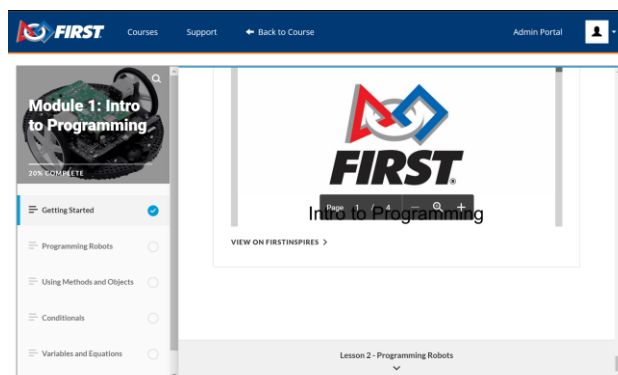 FIRST
Courses
Support
Back to Course
Admin Portal
Module 1: Intro
to Programming
20% COMPLETE
Getting Started
Programming Robots
Using Methods and Objects
Conditionals
Variables and Equations
FIRST®
Page 1 / 4
Intro to Programming
VIEW ON FIRSTINSPIRES >
Lesson 2 - Programming Robots